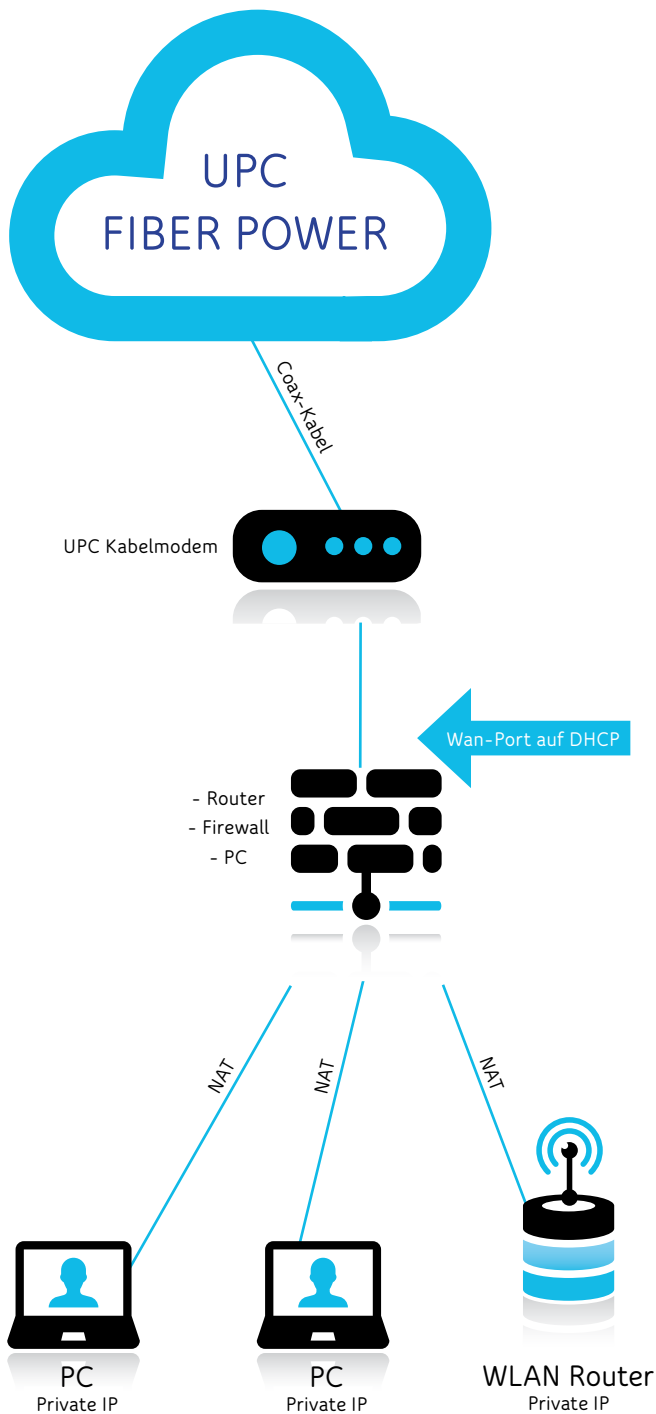 UPC
FIBER POWER
Coax-Kabel
UPC Kabelmodem
Wan-Port auf DHCP
- Router
- Firewall
- PC
NAT
NAT
NAT
PC
Private IP
PC
Private IP
WLAN Router
Private IP